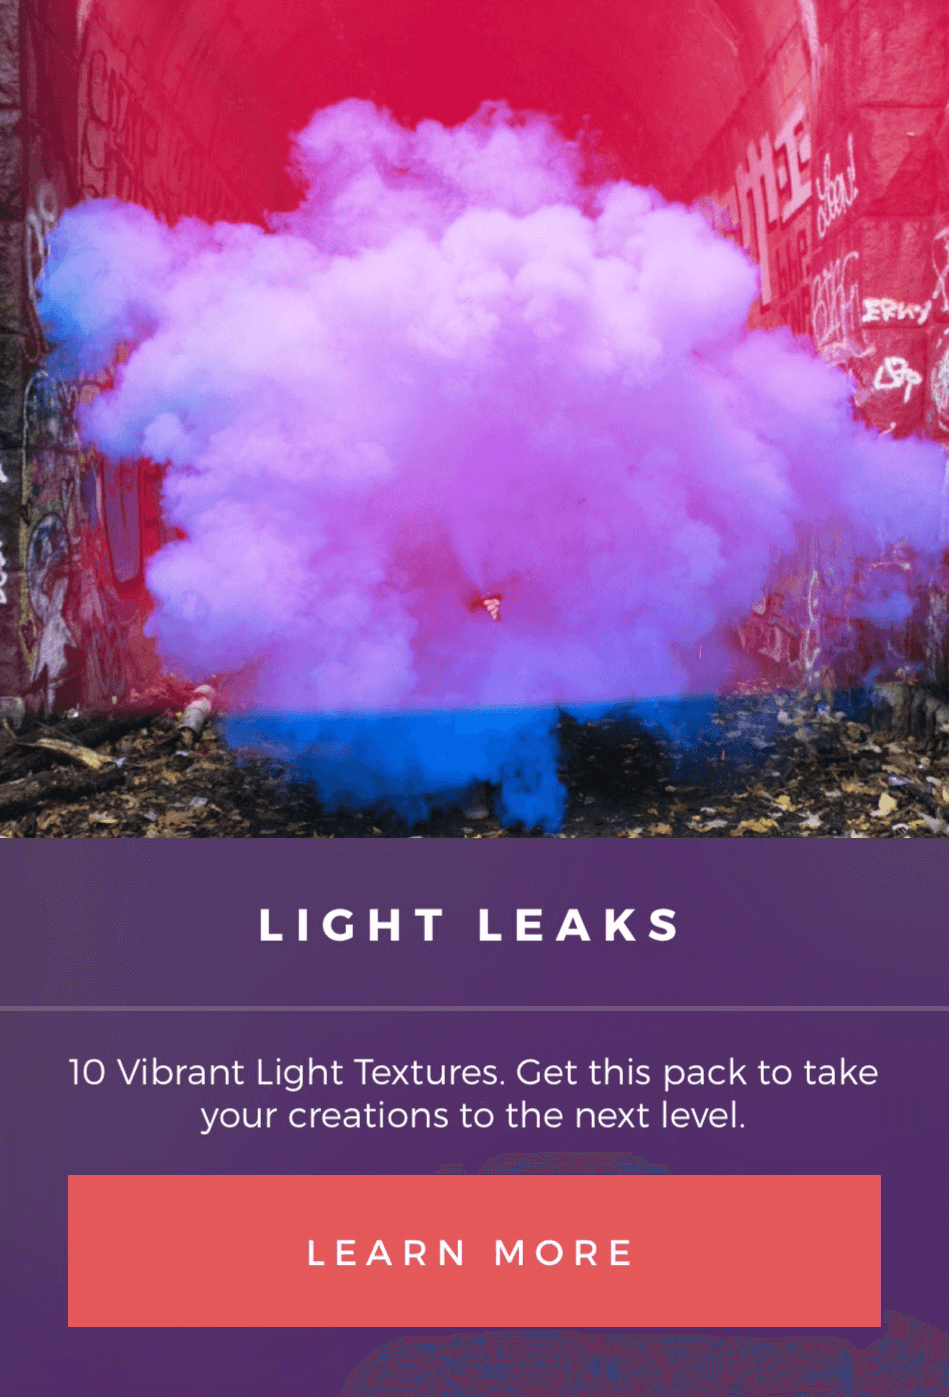 ERWJ
LIGHT LEAKS
10 Vibrant Light Textures. Get this pack to take
your creations to the next level.
LEARN MORE